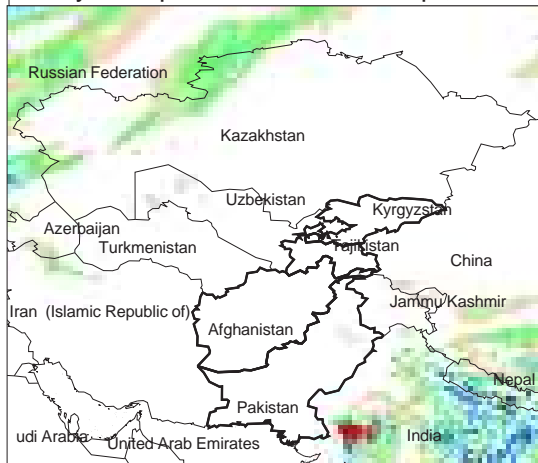 Russian Federation
Kazakhstan
Uzbekistan
Kyrgyzstan
Azerbaijan
Turkmenistan
Tajikistan
China
Iran (Islamic Republic of)
Jammu Kashmir
Afghanistan
Nepal
Pakistan
udi Arabia
United Arab Emirates
India